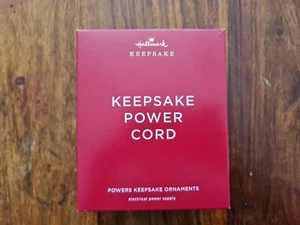 Hallmark
KEEPSAKE
KEEPSAKE
POWER
CORD
POWERS KEEPSAKE ORNAMENTS
electrical power supply